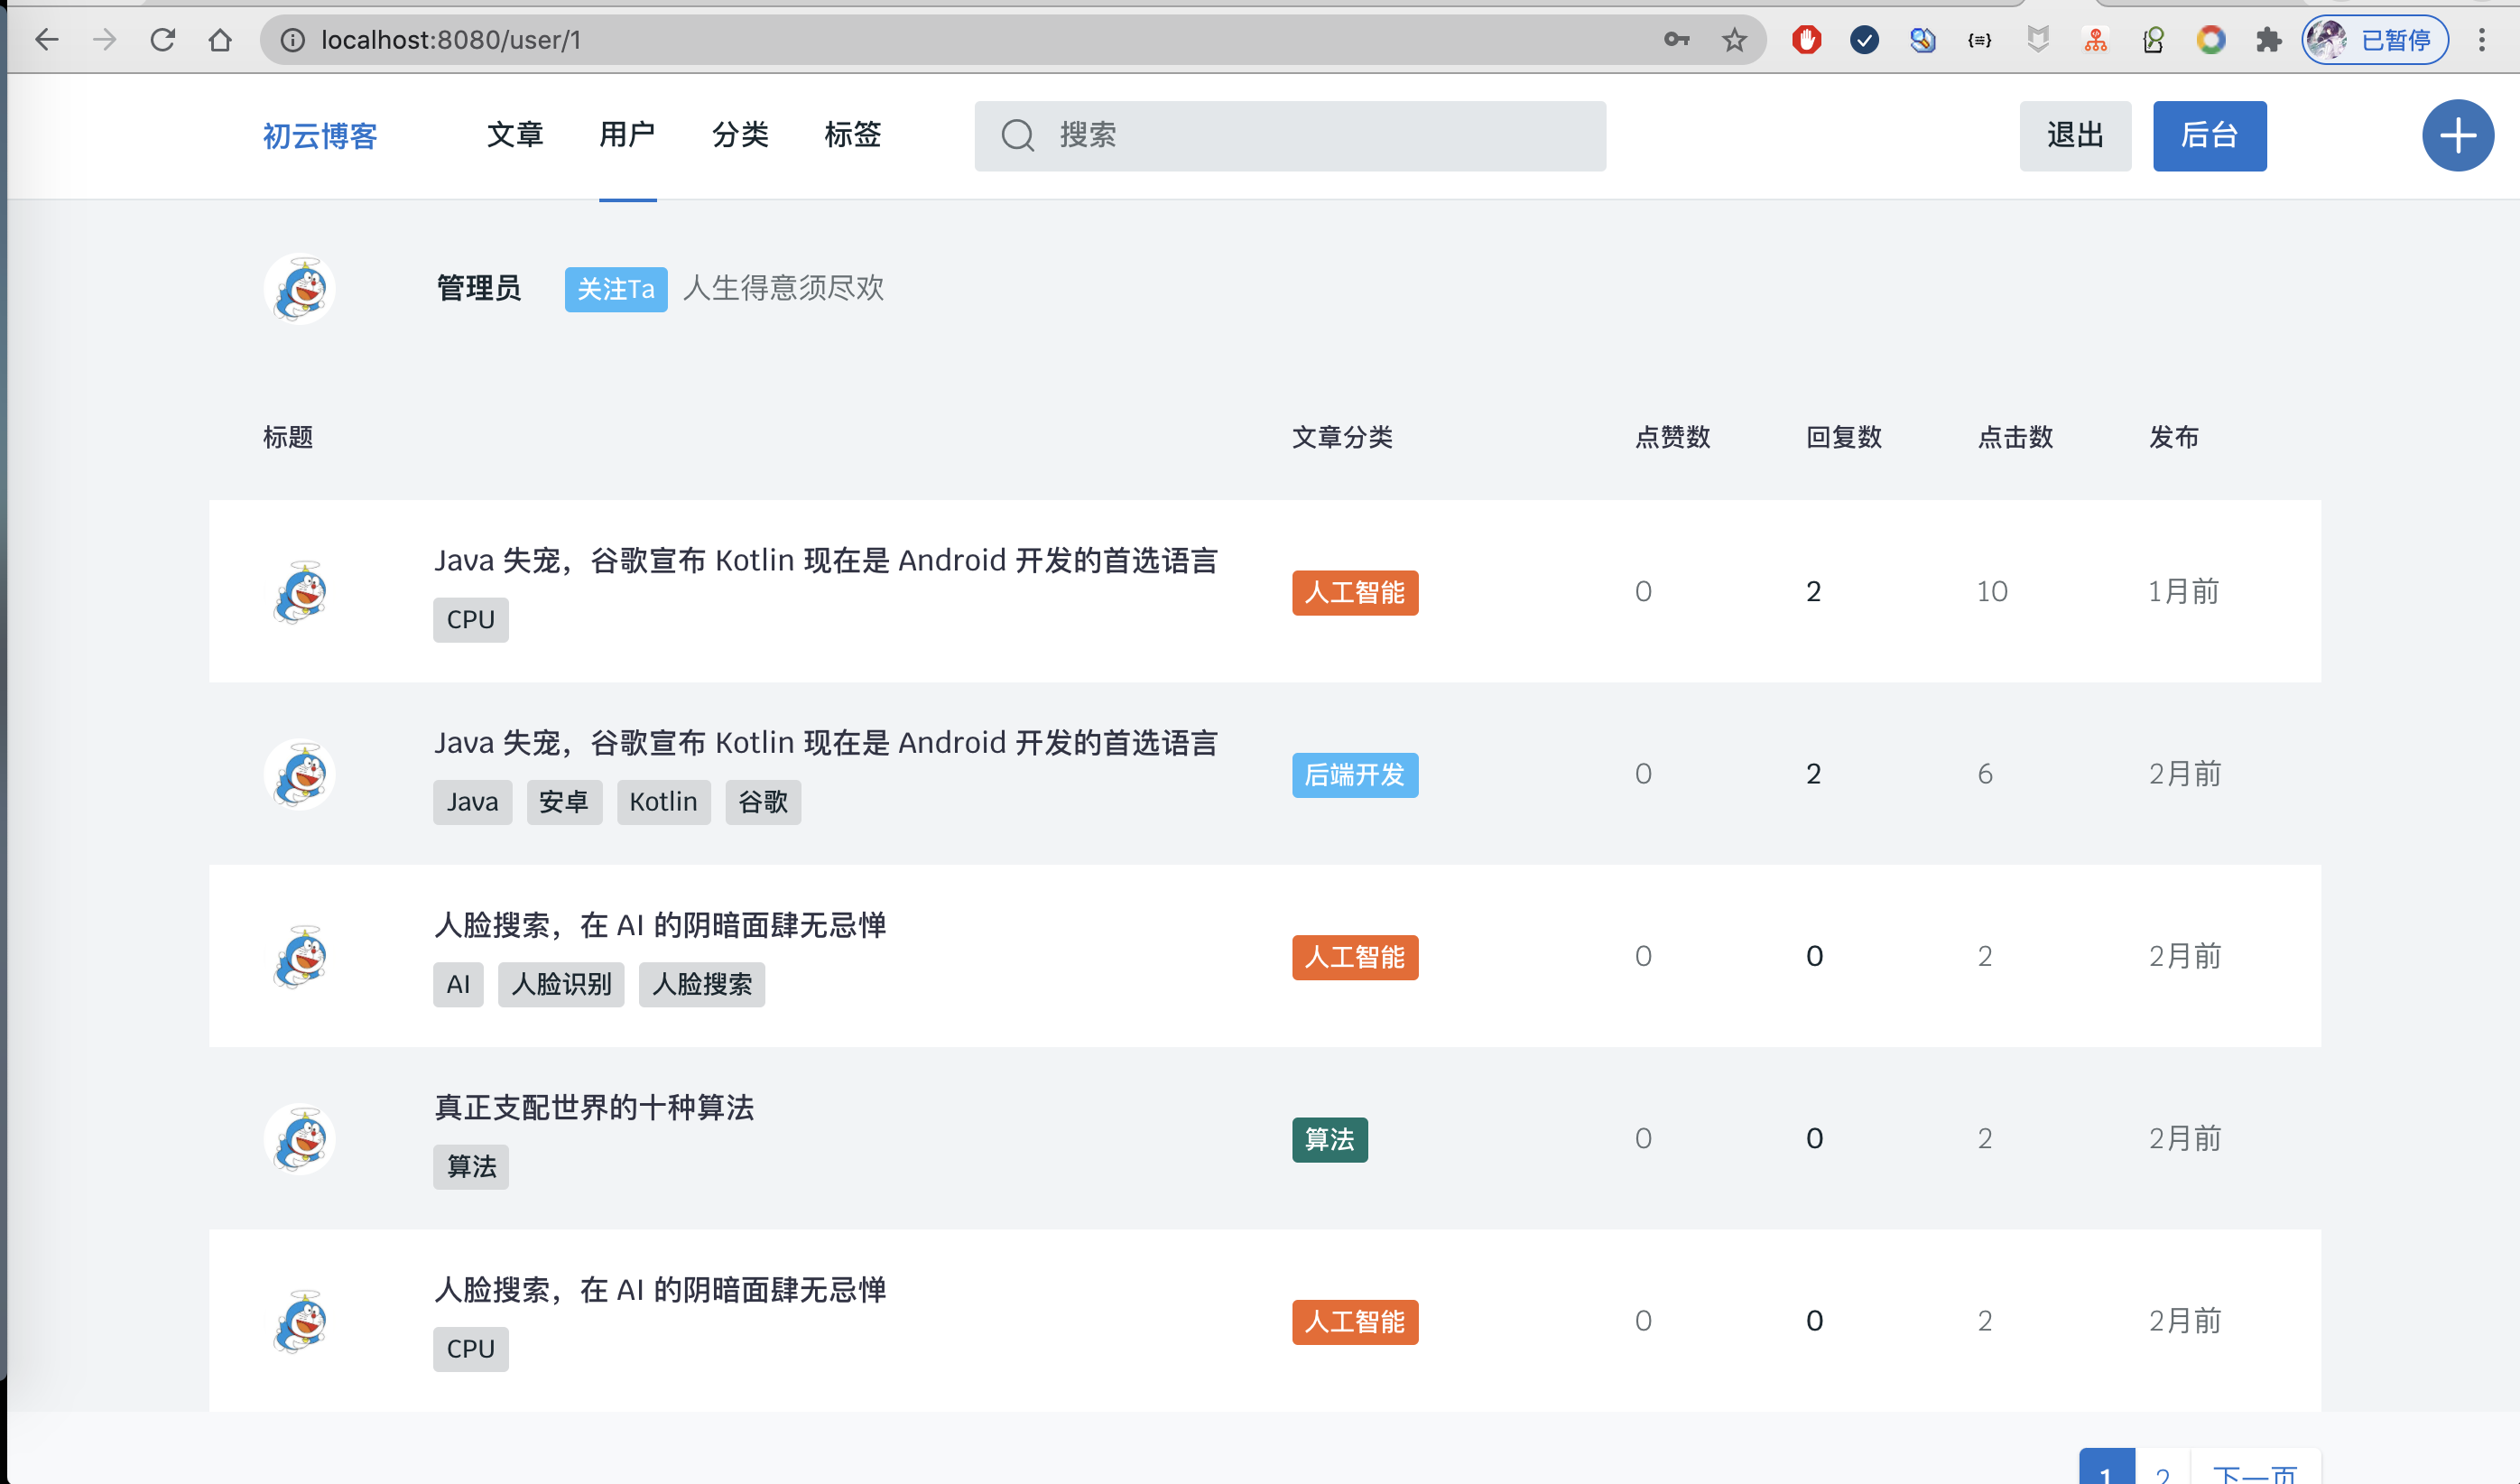 localhost:8080/user/1
已暂停
初云博客 文章 用户 分类 标签 搜索 退出 后台
管理员 关注Ta 人生得意须尽欢
标题 文章分类 点赞数 回复数 点击数 发布
Java 失宠，谷歌宣布 Kotlin 现在是 Android 开发的首选语言
CPU
人工智能 0 2 10 1月前
Java 失宠，谷歌宣布 Kotlin 现在是 Android 开发的首选语言
Java 安卓 Kotlin 谷歌
后端开发 0 2 6 2月前
人脸搜索，在 AI 的阴暗面肆无忌惮
AI 人脸识别 人脸搜索
人工智能 0 0 2 2月前
真正支配世界的十种算法
算法
算法 0 0 2 2月前
人脸搜索，在 AI 的阴暗面肆无忌惮
CPU
人工智能 0 0 2 2月前
1 2 下一页